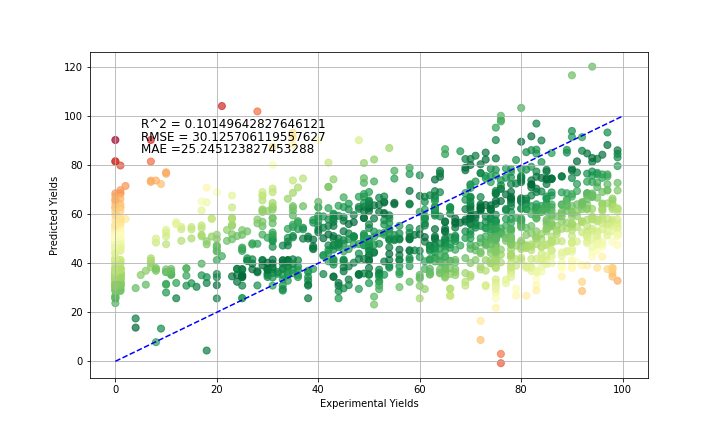 120
100
80
60
40
20
0
Predicted Yields
R^2 = 0.10149642827646121
RMSE = 30.125706119557627
MAE =25.245123827453288
0 20 40 60 80 100
Experimental Yields